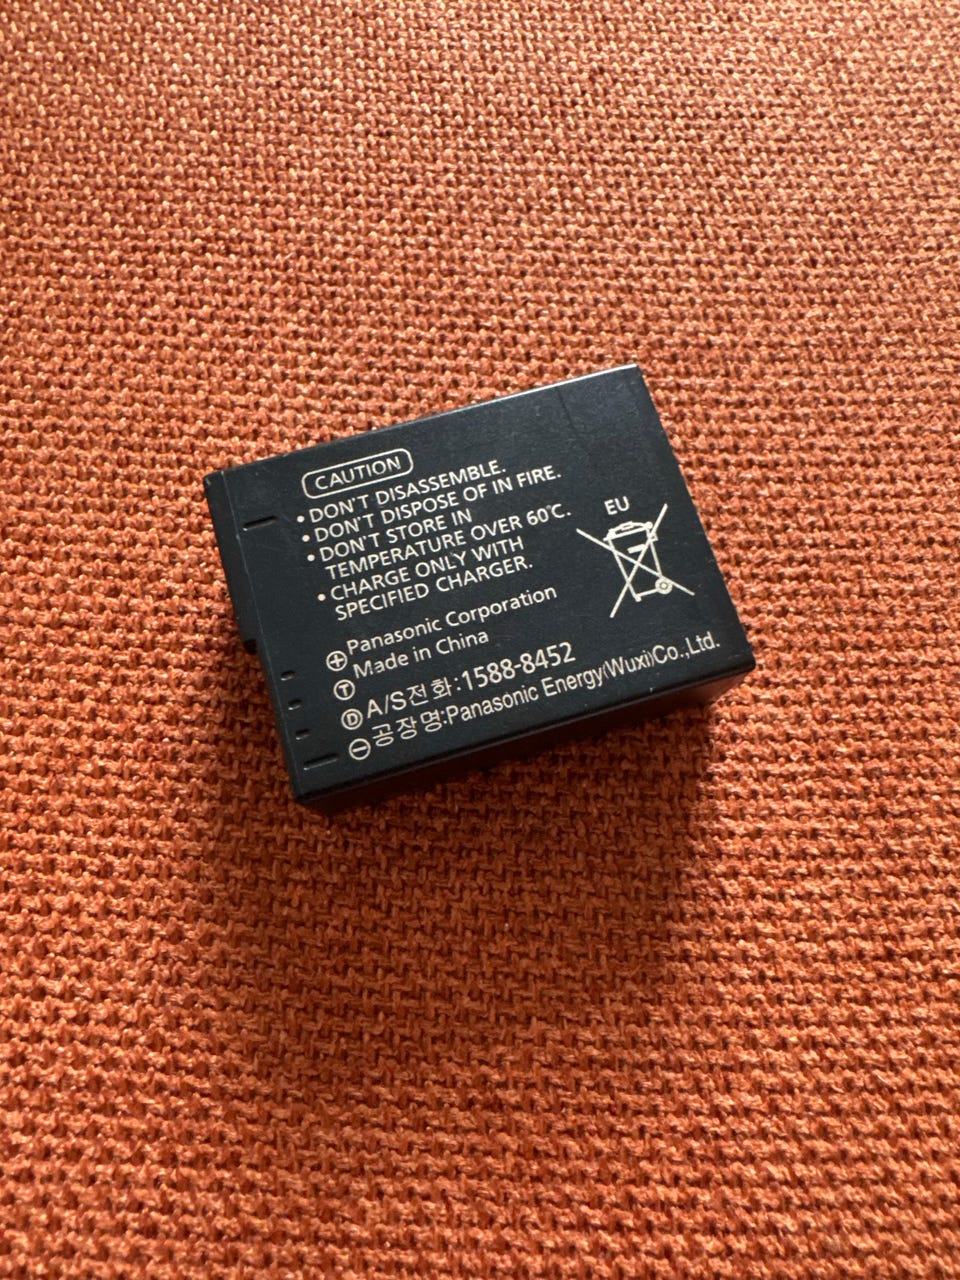 CAUTION
• DON'T DISASSEMBLE.
• DON'T DISPOSE OF IN FIRE.
• DON'T STORE IN
TEMPERATURE OVER 60℃.
• CHARGE ONLY WITH
SPECIFIED CHARGER.
EU
⊕ Panasonic Corporation
Made in China
Ⓣ
Ⓓ A/S전화:1588-8452
⊖ 공장명:Panasonic Energy(Wuxi)Co.,Ltd.